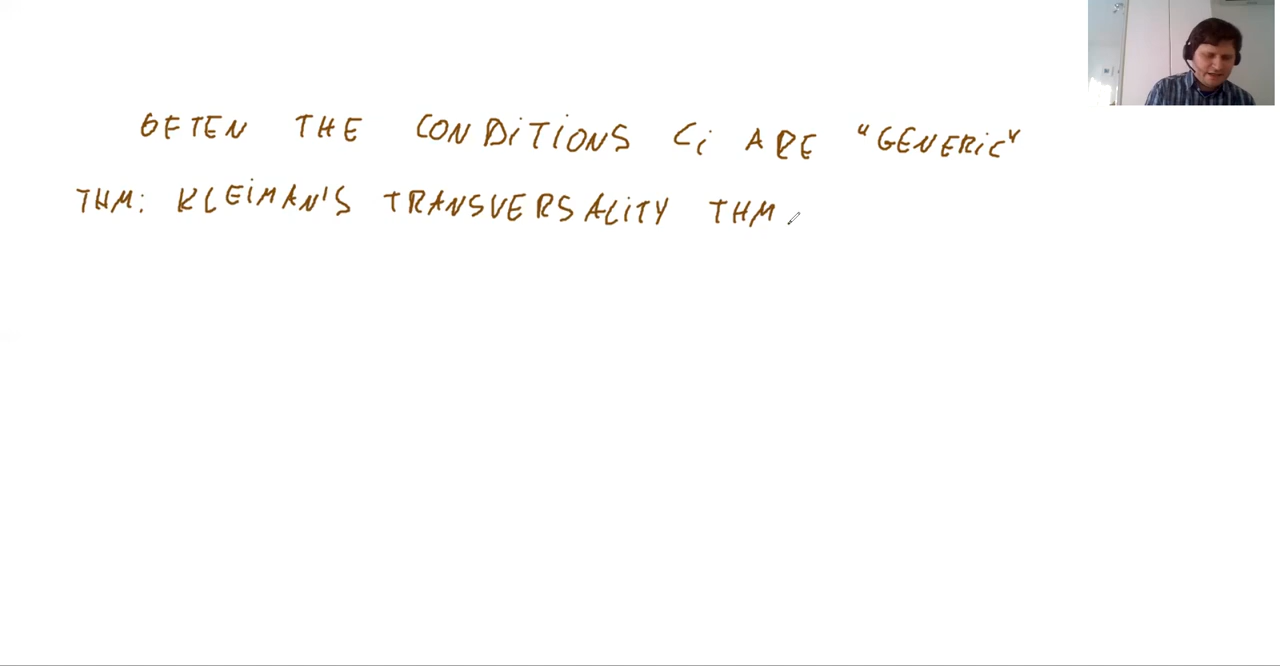 OFTEN THE CONDITIONS Ci ARE "GENERIC"
THM: KLEIMAN'S TRANSVERSALITY THM.